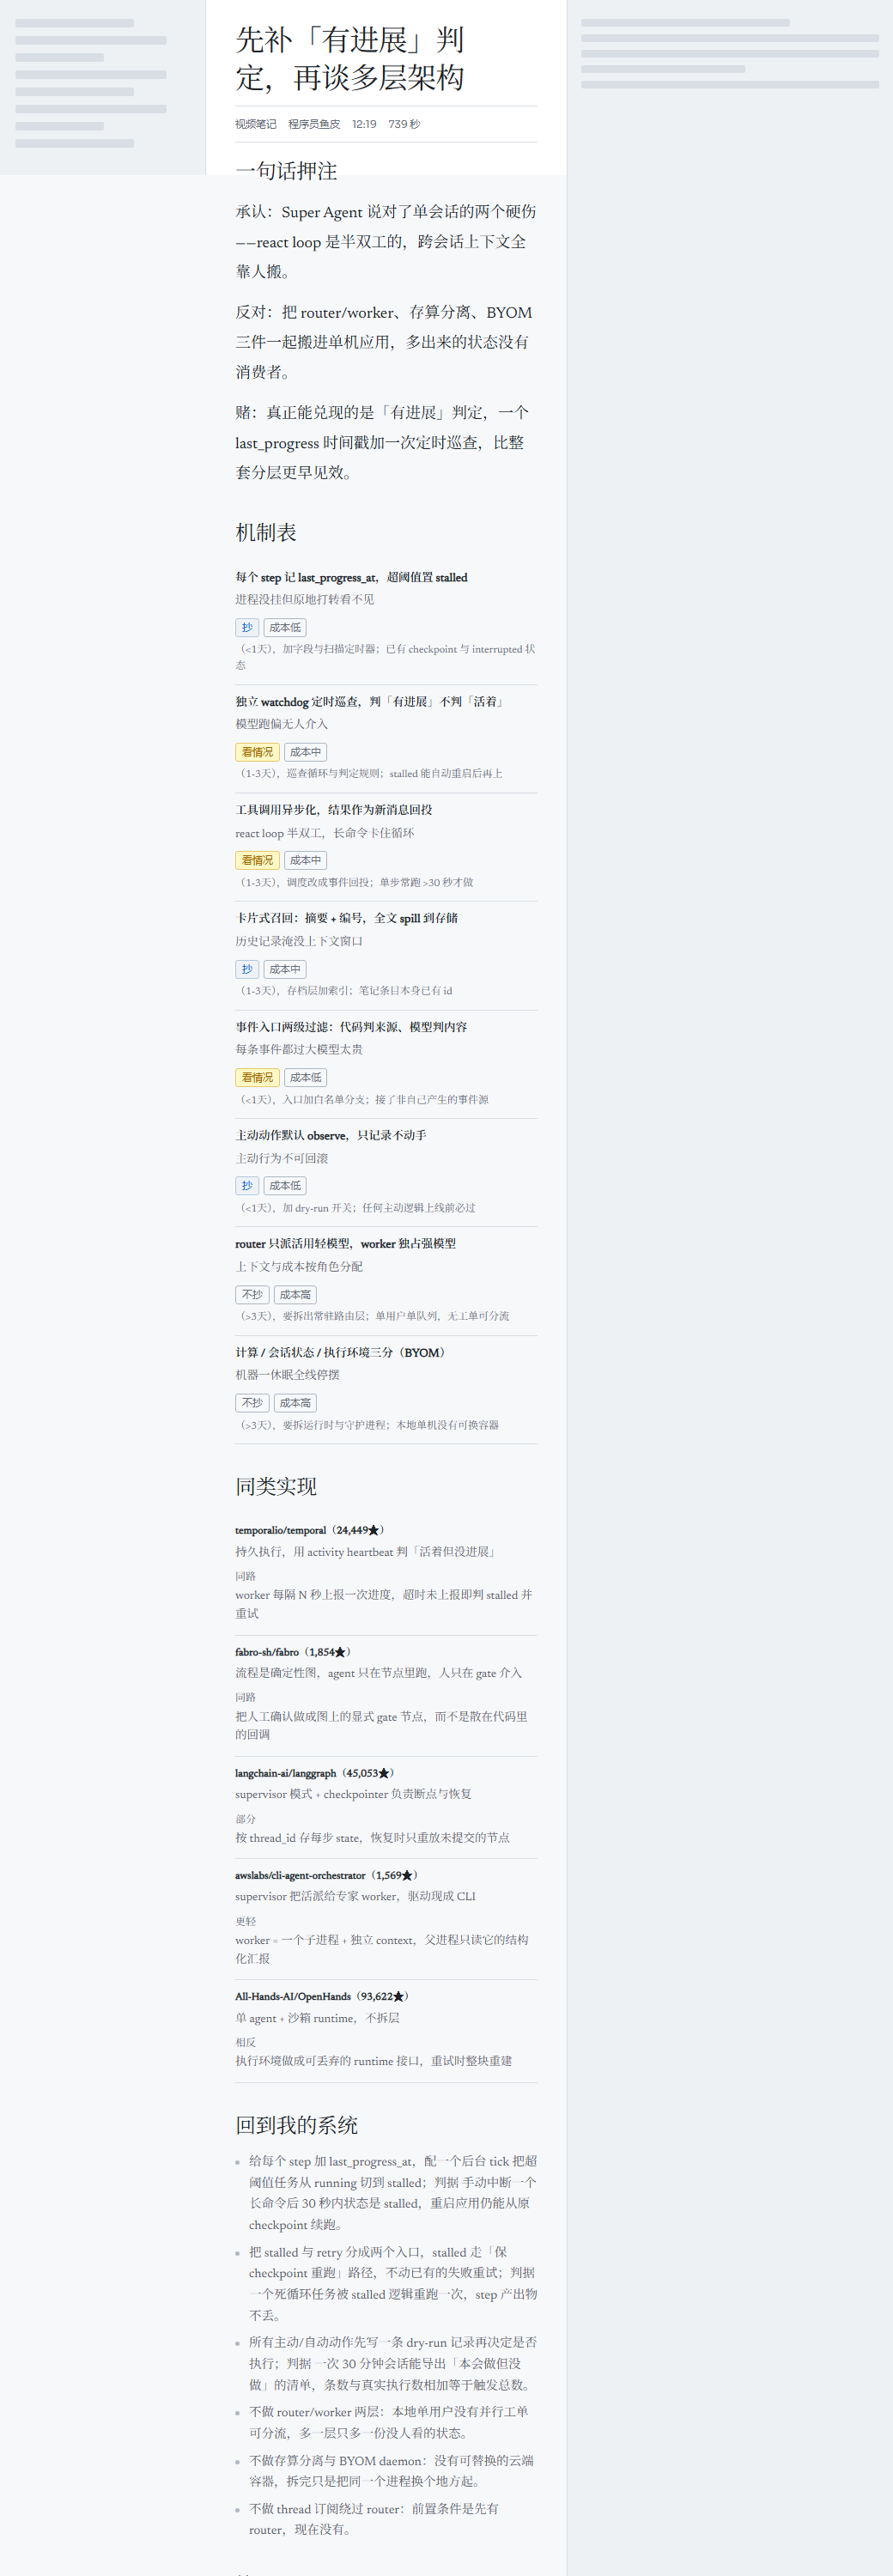 先补「有进展」判
定，再谈多层架构
视频笔记 程序员鱼皮 12:19 739 秒
一句话押注
承认：Super Agent 说对了单会话的两个硬伤
——react loop 是半双工的，跨会话上下文全
靠人搬。
反对：把 router/worker、存算分离、BYOM
三件一起搬进单机应用，多出来的状态没有
消费者。
赌：真正能兑现的是「有进展」判定，一个
last_progress 时间戳加一次定时巡查，比整
套分层更早见效。
机制表
每个 step 记 last_progress_at，超阈值置 stalled
进程没挂但原地打转看不见
抄 成本低
（<1天），加字段与扫描定时器；已有 checkpoint 与 interrupted 状
态
独立 watchdog 定时巡查，判「有进展」不判「活着」
模型跑偏无人介入
看情况 成本中
（1-3天），巡查循环与判定规则；stalled 能自动重启后再上
工具调用异步化，结果作为新消息回投
react loop 半双工，长命令卡住循环
看情况 成本中
（1-3天），调度改成事件回投；单步常跑 >30 秒才做
卡片式召回：摘要 + 编号，全文 spill 到存储
历史记录淹没上下文窗口
抄 成本中
（1-3天），存档层加索引；笔记条目本身已有 id
事件入口两级过滤：代码判来源、模型判内容
每条事件都过大模型太贵
看情况 成本低
（<1天），入口加白名单分支；接了非自己产生的事件源
主动动作默认 observe，只记录不动手
主动行为不可回滚
抄 成本低
（<1天），加 dry-run 开关；任何主动逻辑上线前必过
router 只派活用轻模型，worker 独占强模型
上下文与成本按角色分配
不抄 成本高
（>3天），要拆出常驻路由层；单用户单队列，无工单可分流
计算 / 会话状态 / 执行环境三分（BYOM）
机器一休眠全线停摆
不抄 成本高
（>3天），要拆运行时与守护进程；本地单机没有可换容器
同类实现
temporalio/temporal（24,449★）
持久执行，用 activity heartbeat 判「活着但没进展」
同路
worker 每隔 N 秒上报一次进度，超时未上报即判 stalled 并
重试
fabro-sh/fabro（1,854★）
流程是确定性图，agent 只在节点里跑，人只在 gate 介入
同路
把人工确认做成图上的显式 gate 节点，而不是散在代码里
的回调
langchain-ai/langgraph（45,053★）
supervisor 模式 + checkpointer 负责断点与恢复
部分
按 thread_id 存每步 state，恢复时只重放未提交的节点
awslabs/cli-agent-orchestrator（1,569★）
supervisor 把活派给专家 worker，驱动现成 CLI
更轻
worker = 一个子进程 + 独立 context，父进程只读它的结构
化汇报
All-Hands-AI/OpenHands（93,622★）
单 agent + 沙箱 runtime，不拆层
相反
执行环境做成可丢弃的 runtime 接口，重试时整块重建
回到我的系统
给每个 step 加 last_progress_at，配一个后台 tick 把超
阈值任务从 running 切到 stalled；判据 手动中断一个
长命令后 30 秒内状态是 stalled，重启应用仍能从原
checkpoint 续跑。
把 stalled 与 retry 分成两个入口，stalled 走「保
checkpoint 重跑」路径，不动已有的失败重试；判据
一个死循环任务被 stalled 逻辑重跑一次，step 产出物
不丢。
所有主动/自动动作先写一条 dry-run 记录再决定是否
执行；判据 一次 30 分钟会话能导出「本会做但没
做」的清单，条数与真实执行数相加等于触发总数。
不做 router/worker 两层：本地单用户没有并行工单
可分流，多一层只多一份没人看的状态。
不做存算分离与 BYOM daemon：没有可替换的云端
容器，拆完只是把同一个进程换个地方起。
不做 thread 订阅绕过 router：前置条件是先有
router，现在没有。